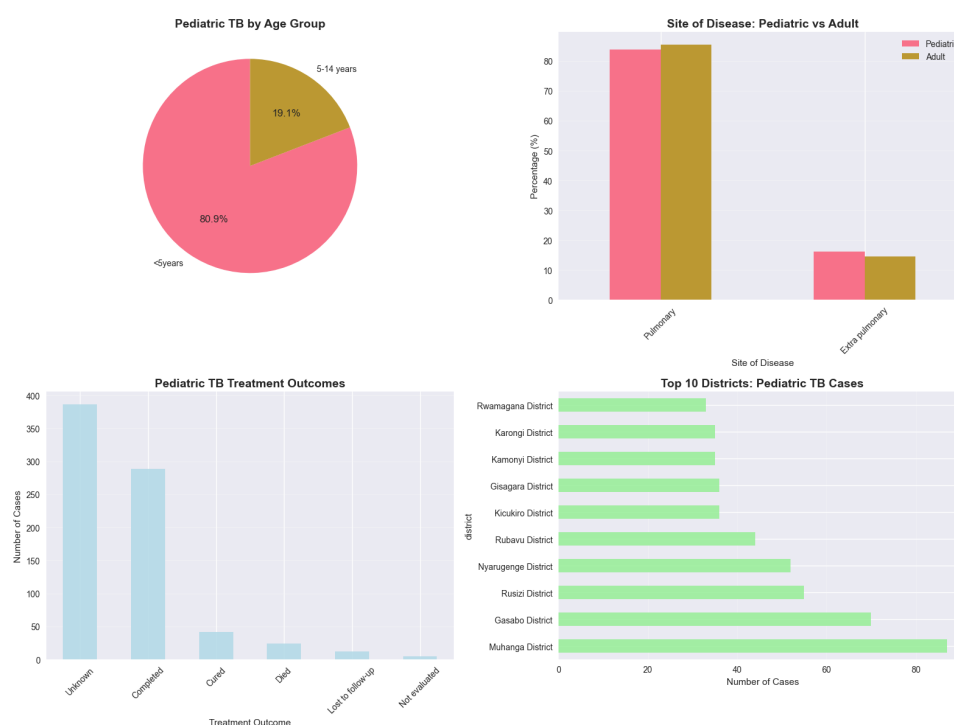 Pediatric TB by Age Group
5-14 years
19.1%
80.9%
<5years
Site of Disease: Pediatric vs Adult
Pediatri
Adult
80
70
60
50
40
30
20
10
0
Percentage (%)
Pulmonary
Extra pulmonary
Site of Disease
Pediatric TB Treatment Outcomes
400
350
300
250
200
150
100
50
0
Number of Cases
Unknown
Completed
Cured
Died
Lost to follow-up
Not evaluated
Treatment Outcome
Top 10 Districts: Pediatric TB Cases
Rwamagana District
Karongi District
Kamonyi District
Gisagara District
Kicukiro District
Rubavu District
Nyarugenge District
Rusizi District
Gasabo District
Muhanga District
district
0
20
40
60
80
Number of Cases